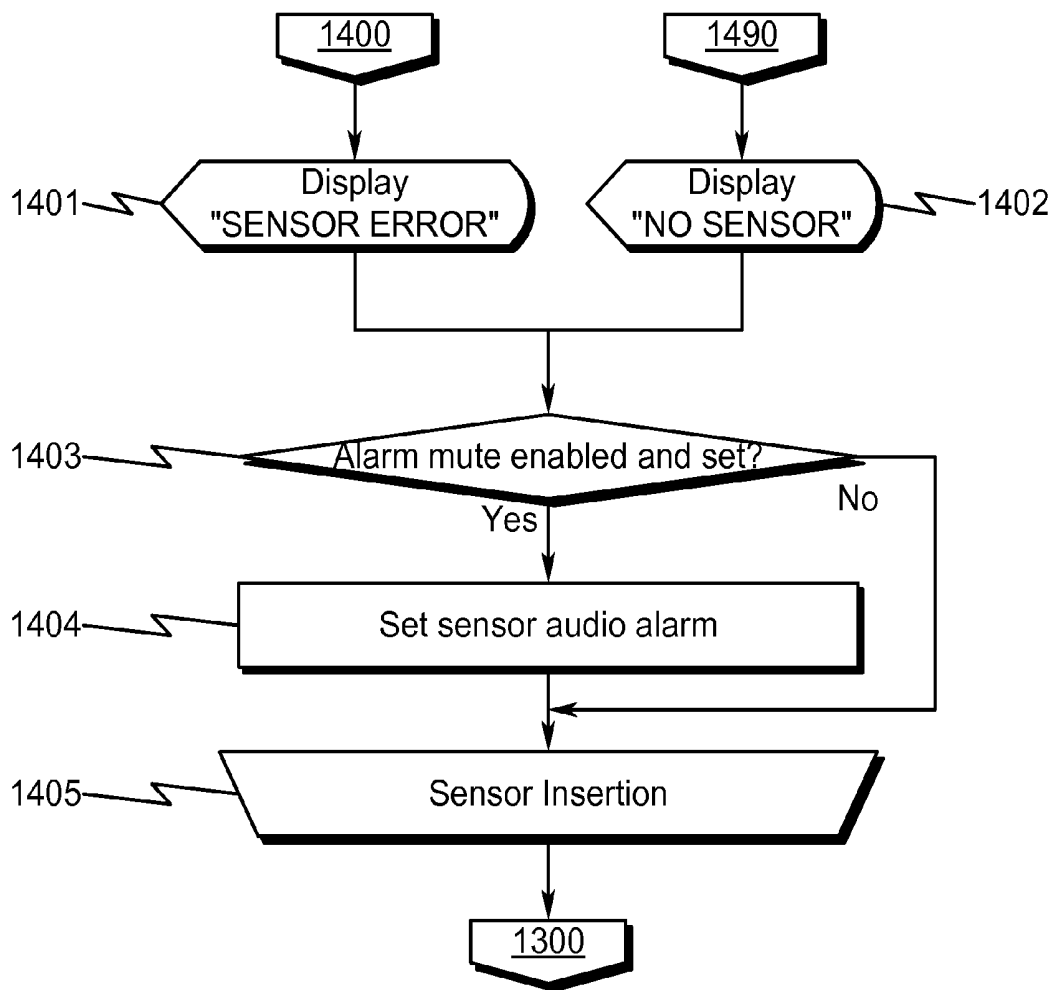 1400
1490
1401
Display
"SENSOR ERROR"
Display
"NO SENSOR"
1402
1403
Alarm mute enabled and set?
No
Yes
1404
Set sensor audio alarm
1405
Sensor Insertion
1300